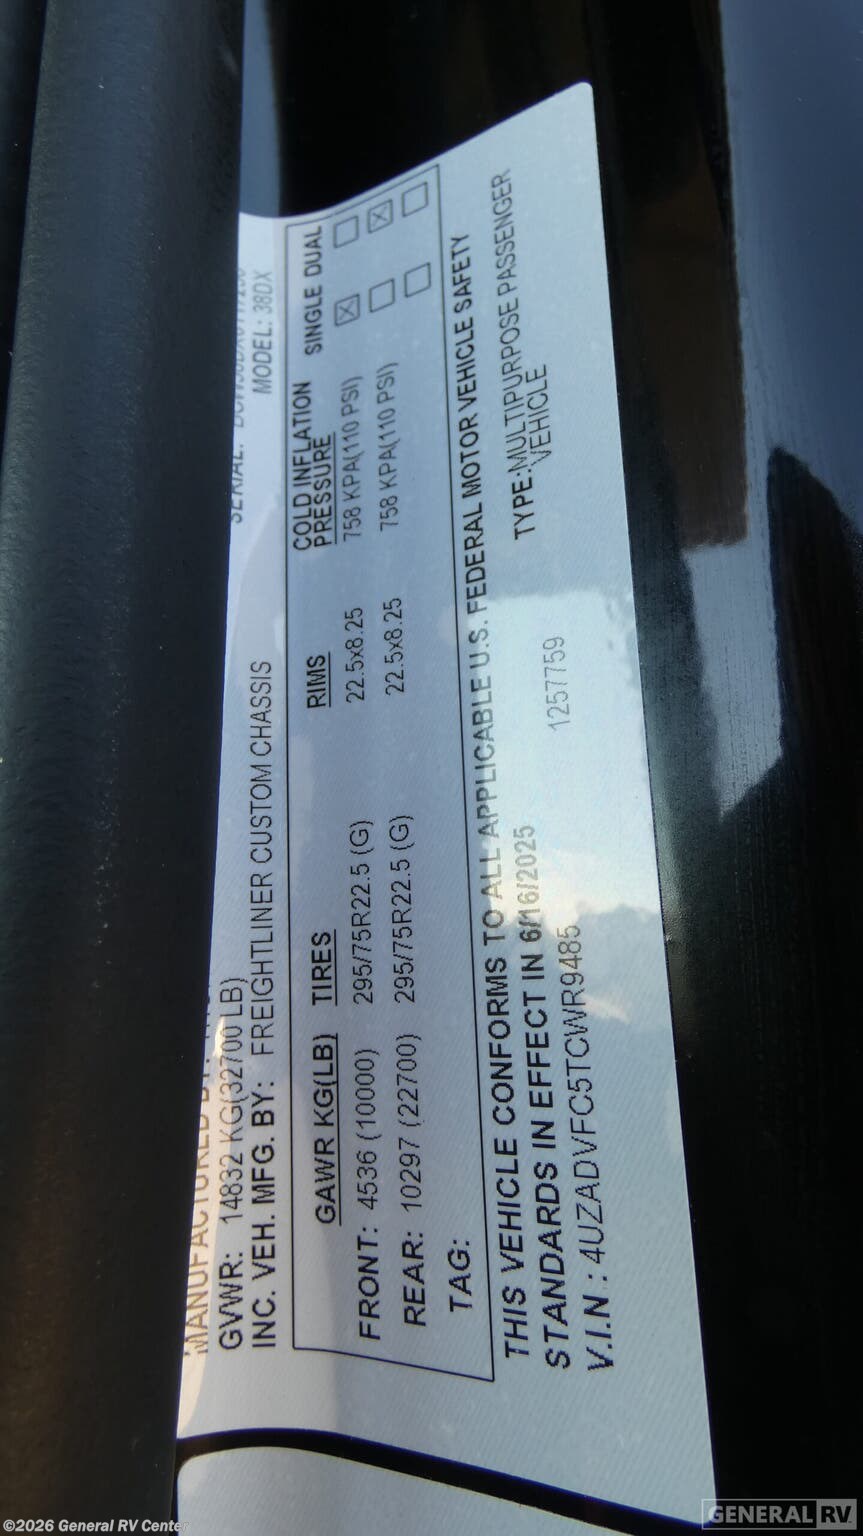 MANUFACTURED BY:
MODEL: 38DX
GVWR: 14832 KG(32700 LB)
INC. VEH. MFG. BY: FREIGHTLINER CUSTOM CHASSIS
GAWR KG(LB) TIRES RIMS COLD INFLATION PRESSURE SINGLE DUAL
FRONT: 4536 (10000) 295/75R22.5 (G) 22.5x8.25 758 KPA(110 PSI) ☒ ☐
REAR: 10297 (22700) 295/75R22.5 (G) 22.5x8.25 758 KPA(110 PSI) ☐ ☒
TAG: ☐ ☐
THIS VEHICLE CONFORMS TO ALL APPLICABLE U.S. FEDERAL MOTOR VEHICLE SAFETY
STANDARDS IN EFFECT IN 6/16/2025 TYPE:MULTIPURPOSE PASSENGER
VEHICLE
V.I.N : 4UZADVFC5TCWR9485 1257759
©2026 General RV Center
GENERAL RV